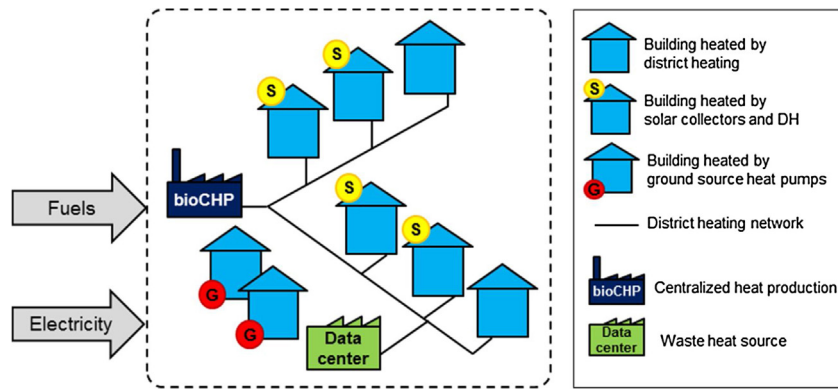 S
S
bioCHP
Fuels
S
S
G
G
Electricity
Data
center
Building heated by
district heating
S
Building heated by
solar collectors and DH
Building heated by
ground source heat pumps
G
District heating network
bioCHP
Centralized heat production
Data
center
Waste heat source